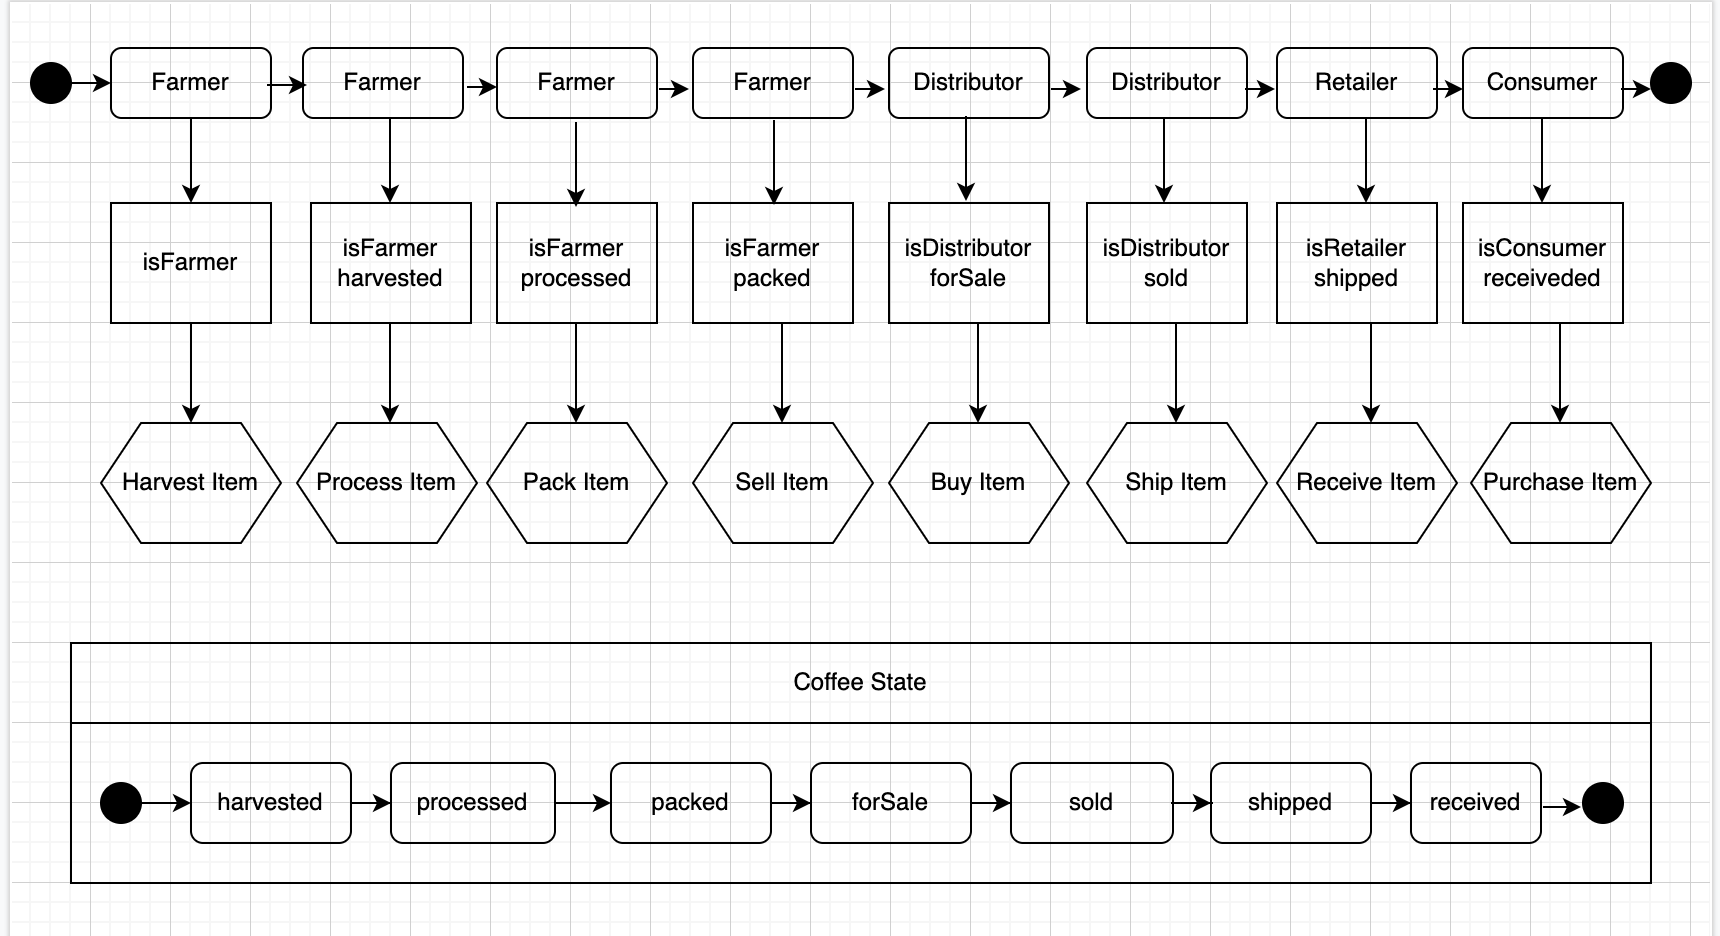 Farmer
Farmer
Farmer
Farmer
Distributor
Distributor
Retailer
Consumer
isFarmer
isFarmer
harvested
isFarmer
processed
isFarmer
packed
isDistributor
forSale
isDistributor
sold
isRetailer
shipped
isConsumer
receiveded
Harvest Item
Process Item
Pack Item
Sell Item
Buy Item
Ship Item
Receive Item
Purchase Item
Coffee State
harvested
processed
packed
forSale
sold
shipped
received